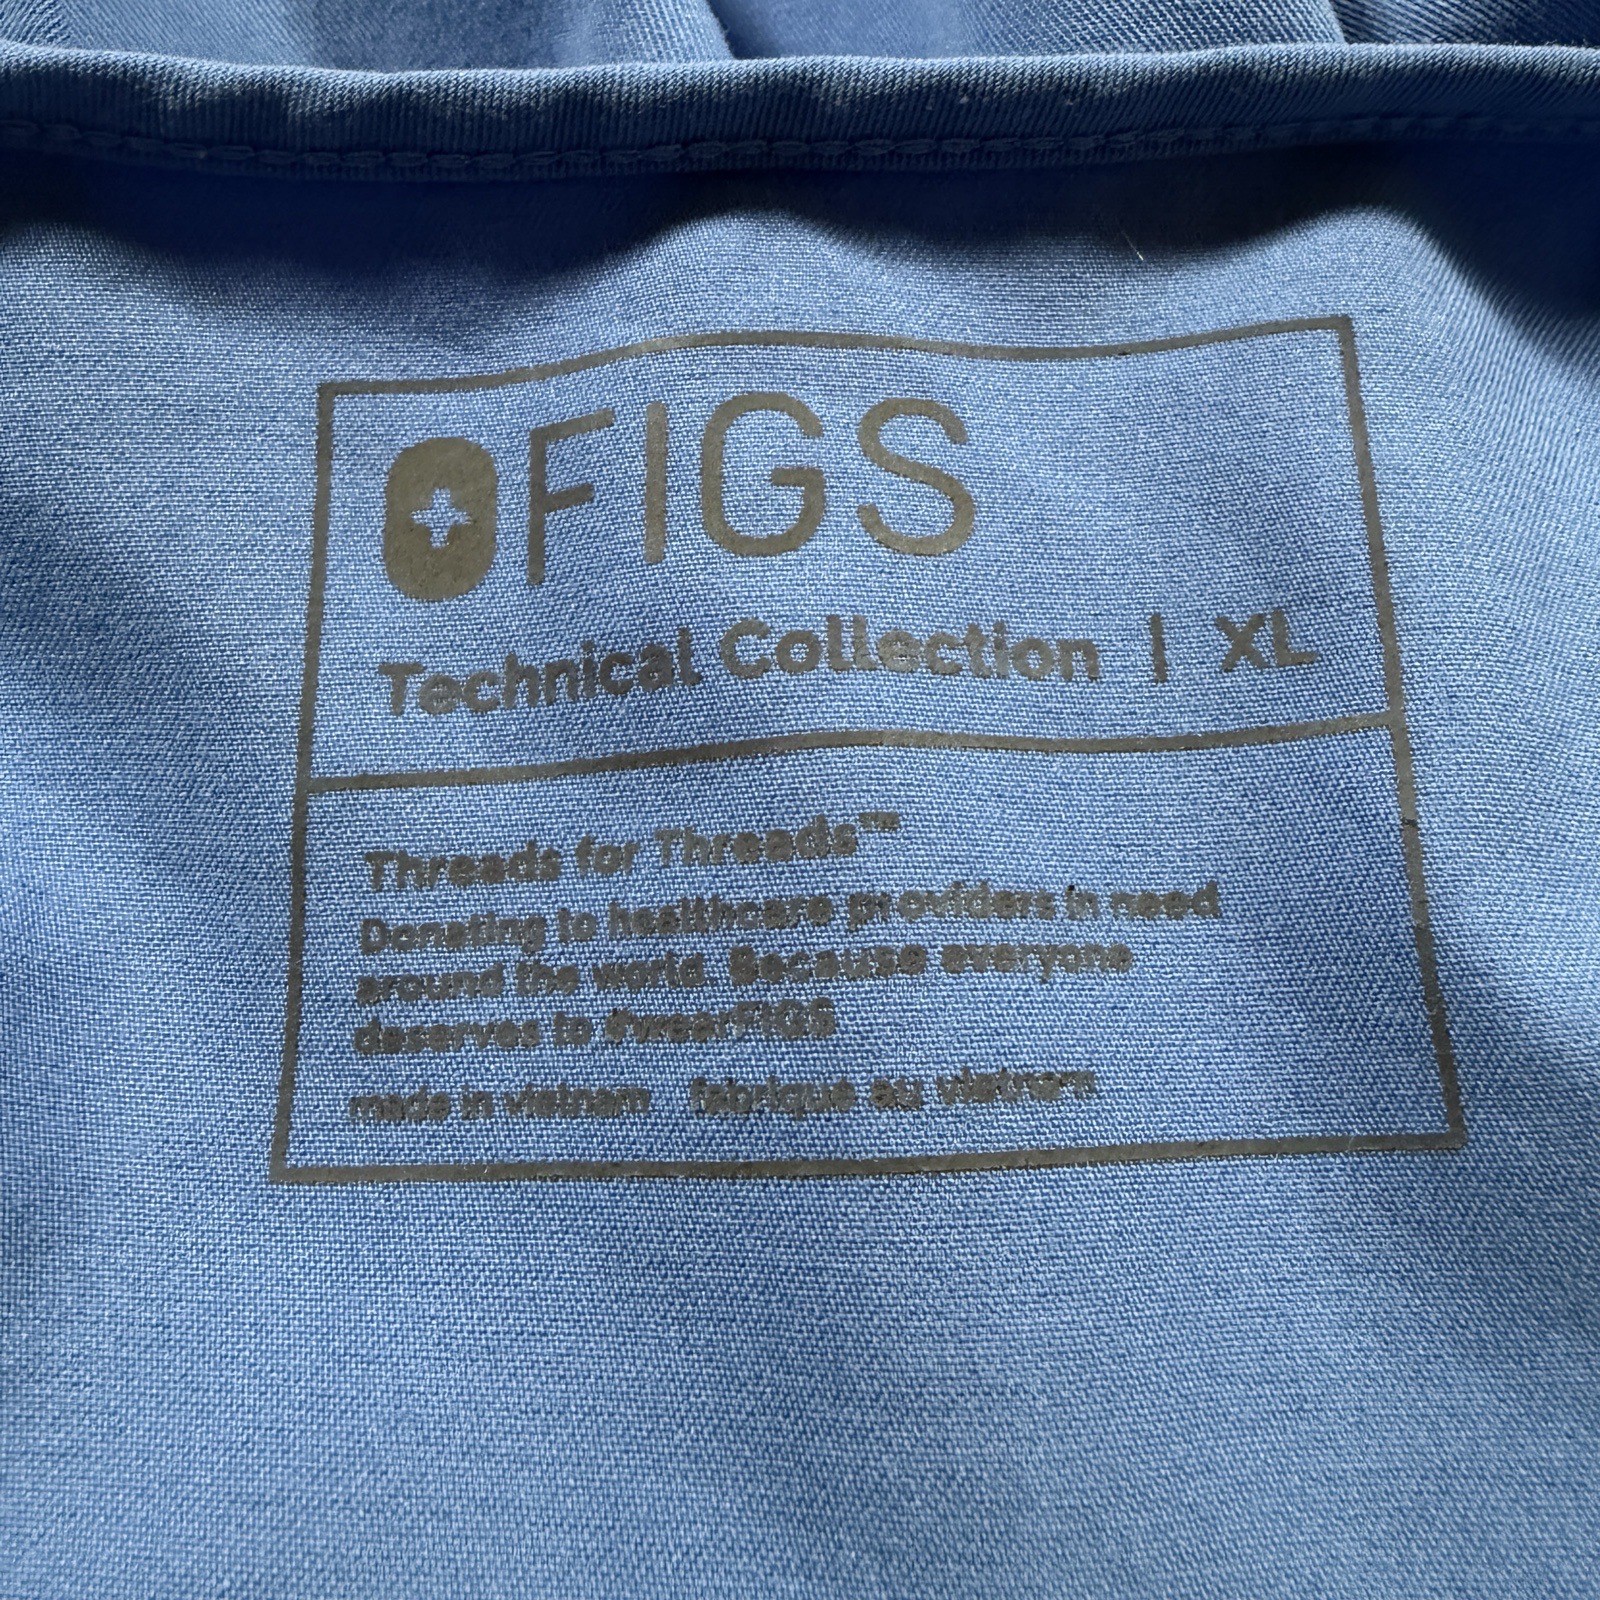 FIGS
Technical Collection | XL
Threads for Threads™
Donating to healthcare providers in need
around the world. Because everyone
deserves to #wearFIGS
made in vietnam fabriqué au vietnam